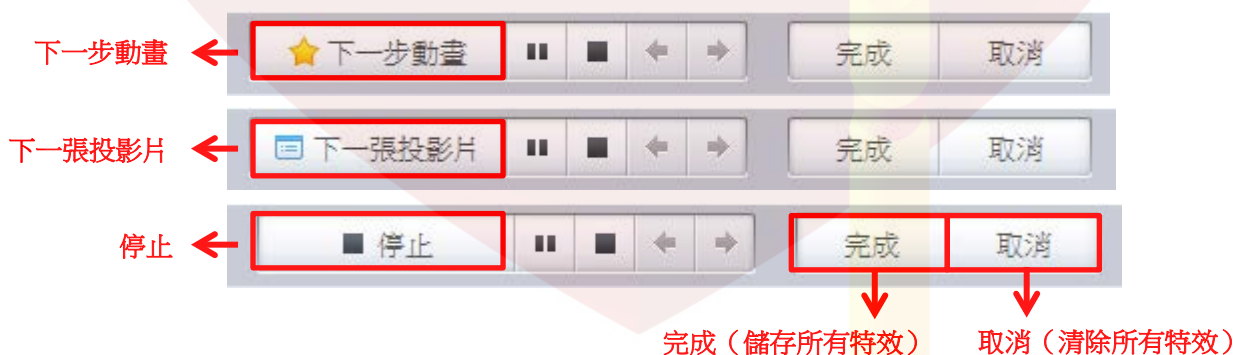 下一步動畫 下一步動畫 完成 取消
下一張投影片 下一張投影片 完成 取消
停止 停止 完成 取消
完成（儲存所有特效） 取消（清除所有特效）